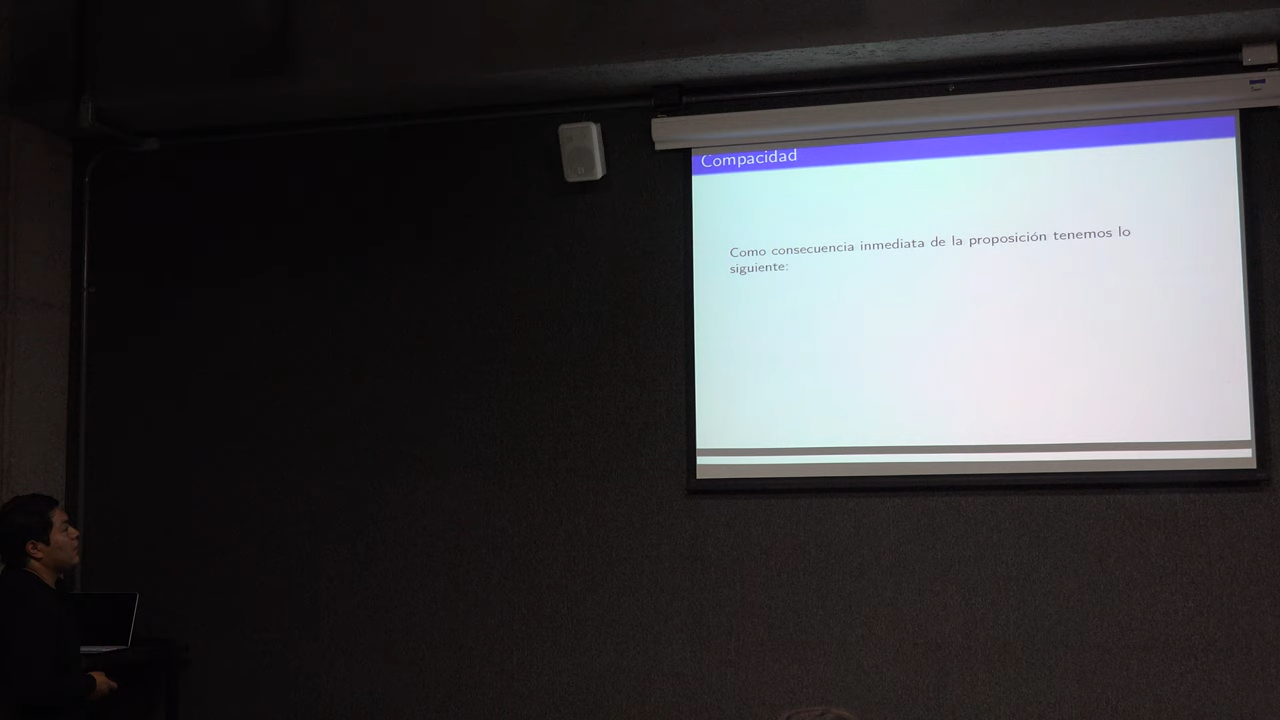 Compacidad
Como consecuencia inmediata de la proposición tenemos lo
siguiente: